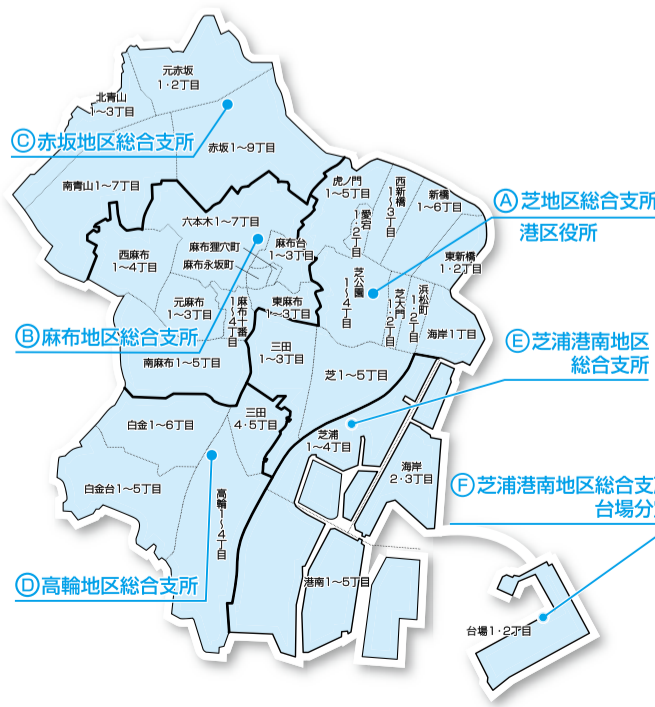 元赤坂
1・2丁目
北青山
1～3丁目
Ⓒ赤坂地区総合支所
赤坂1～9丁目
南青山1～7丁目
虎ノ門
1～5丁目
西新橋
1～3丁目
新橋
1～6丁目
愛宕
1・2丁目
Ⓐ芝地区総合支所
港区役所
東新橋
1・2丁目
六本木1～7丁目
麻布狸穴町
麻布永坂町
麻布台
1～3丁目
西麻布
1～4丁目
元麻布
1～3丁目
麻布十番
1～4丁目
東麻布
1～3丁目
芝公園
1～4丁目
芝大門
1・2丁目
浜松町
1・2丁目
海岸1丁目
Ⓑ麻布地区総合支所
南麻布1～5丁目
三田
1～3丁目
芝1～5丁目
Ⓔ芝浦港南地区
総合支所
白金1～6丁目
三田
4・5丁目
芝浦
1～4丁目
海岸
2・3丁目
白金台1～5丁目
高輪1～4丁目
Ⓕ芝浦港南地区総合支
台場分
Ⓓ高輪地区総合支所
港南1～5丁目
台場1・2丁目